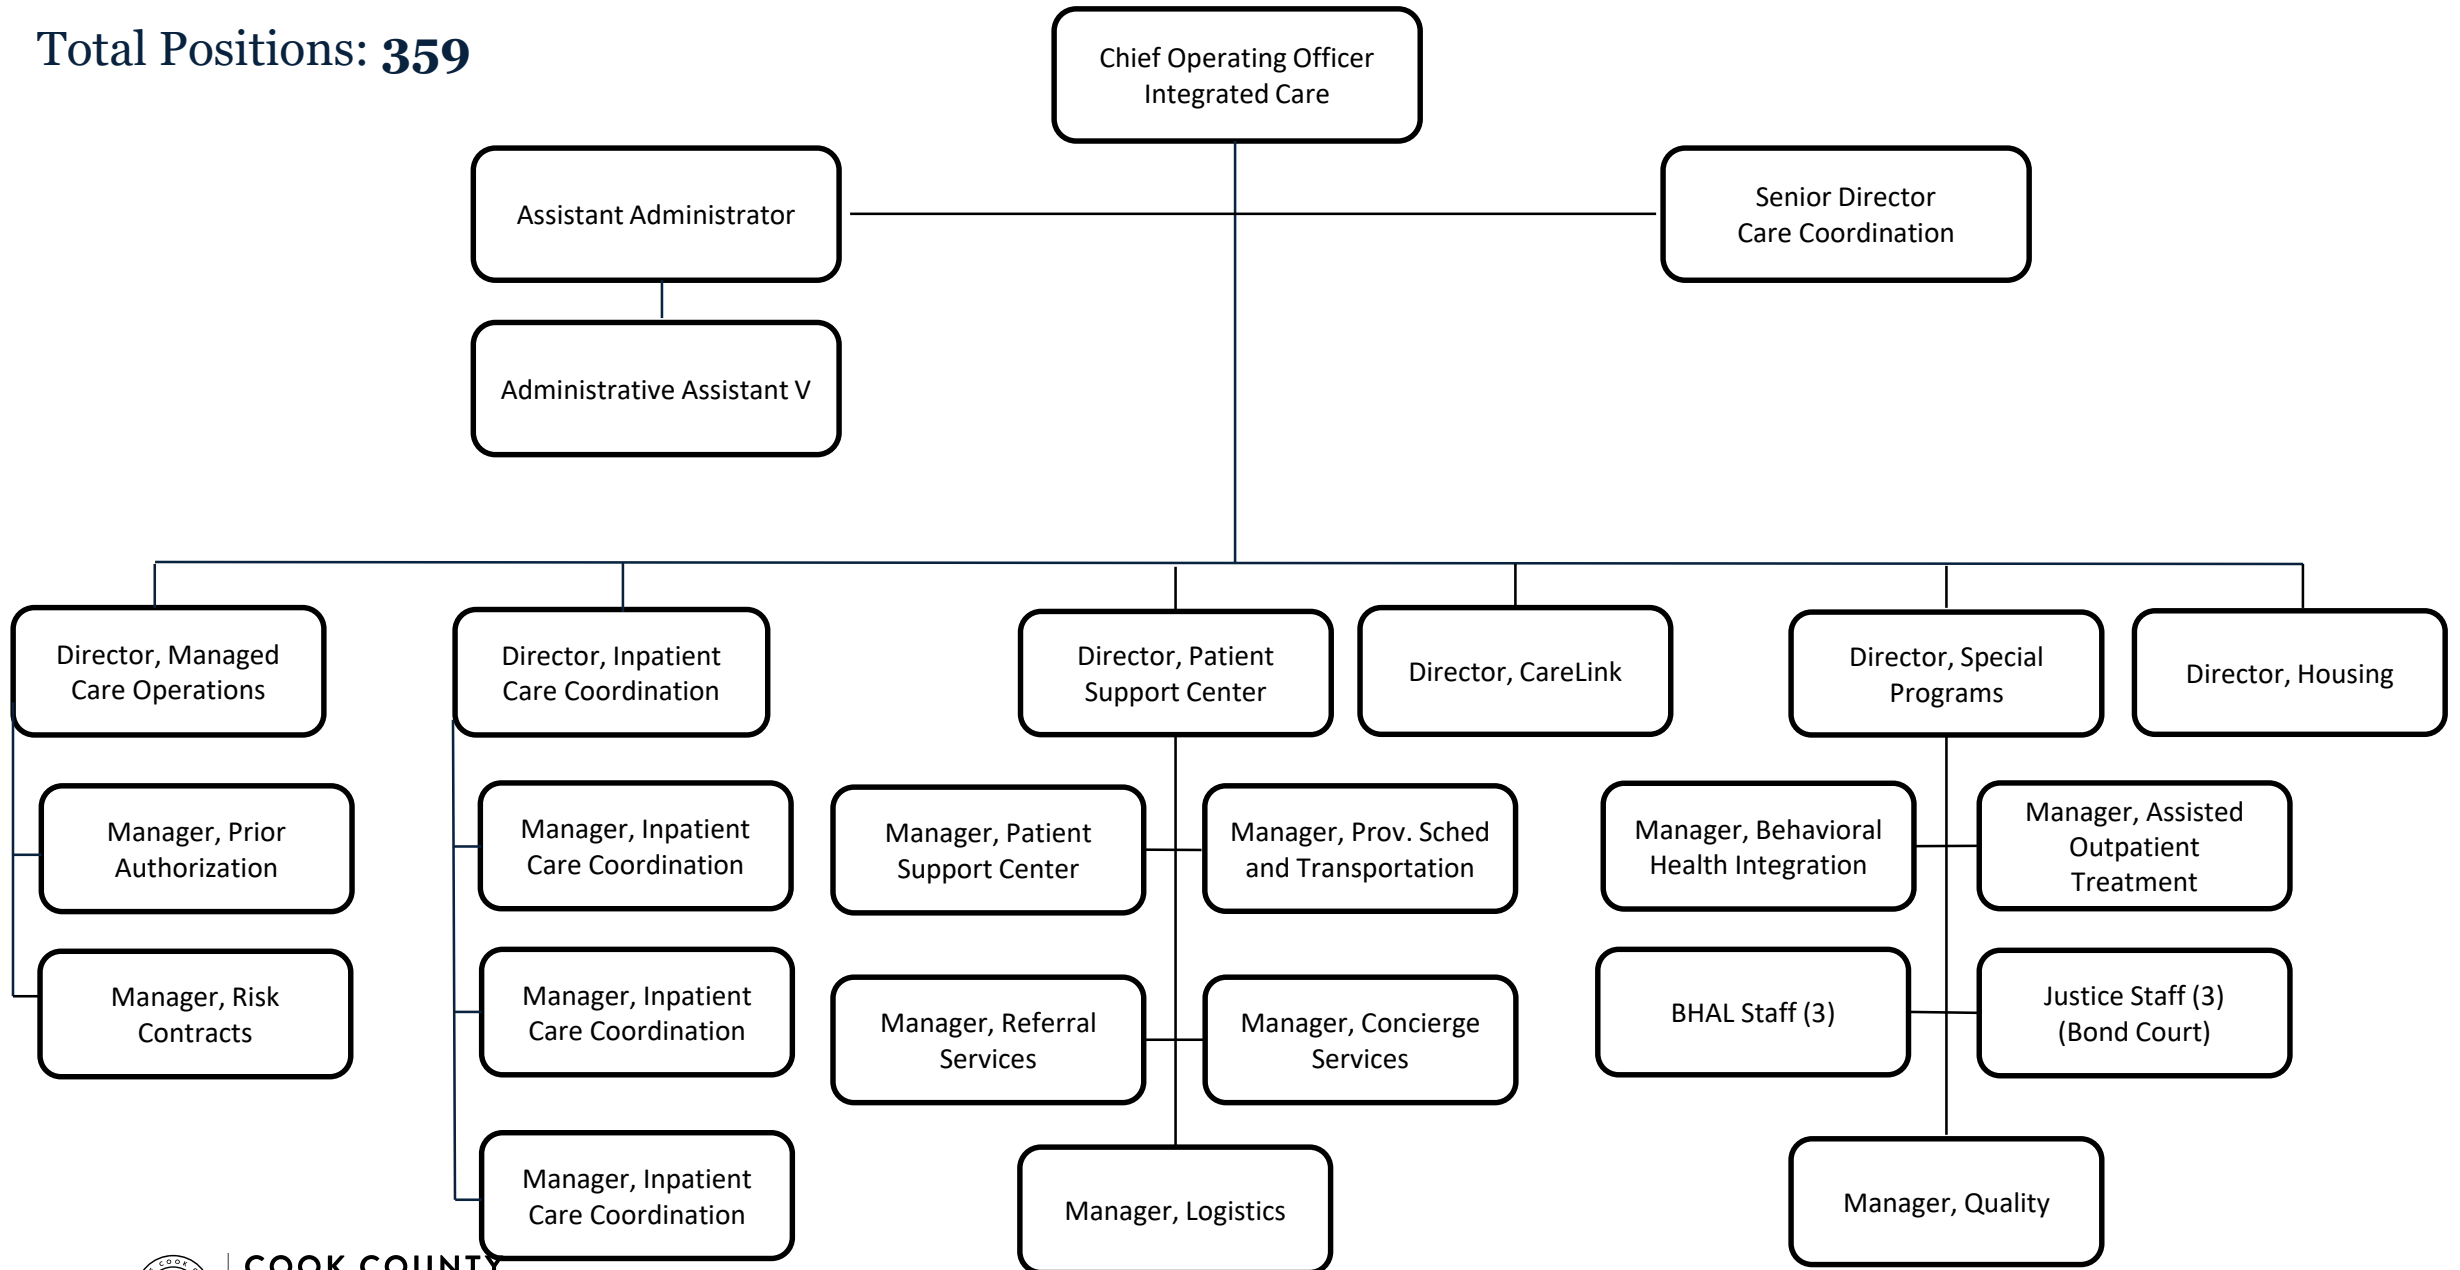 Total Positions: 359
Chief Operating Officer
Integrated Care
Assistant Administrator
Senior Director
Care Coordination
Administrative Assistant V
Director, Managed
Care Operations
Director, Inpatient
Care Coordination
Director, Patient
Support Center
Director, CareLink
Director, Special
Programs
Director, Housing
Manager, Prior
Authorization
Manager, Risk
Contracts
Manager, Inpatient
Care Coordination
Manager, Inpatient
Care Coordination
Manager, Inpatient
Care Coordination
Manager, Patient
Support Center
Manager, Prov. Sched
and Transportation
Manager, Referral
Services
Manager, Concierge
Services
Manager, Logistics
Manager, Behavioral
Health Integration
Manager, Assisted
Outpatient
Treatment
BHAL Staff (3)
Justice Staff (3)
(Bond Court)
Manager, Quality
COOK COUNTY